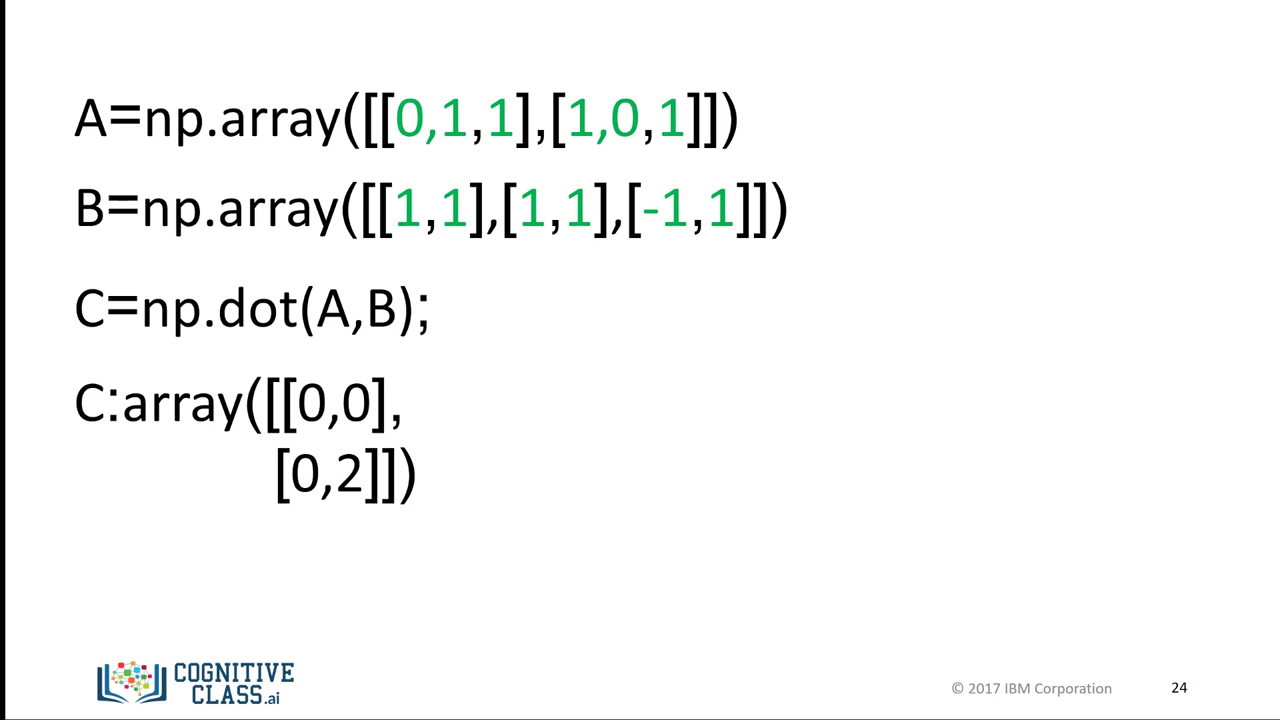 A=np.array([[0,1,1],[1,0,1]])
B=np.array([[1,1],[1,1],[-1,1]])
C=np.dot(A,B);
C:array([[0,0],
[0,2]])
COGNITIVE
CLASS.ai
© 2017 IBM Corporation
24